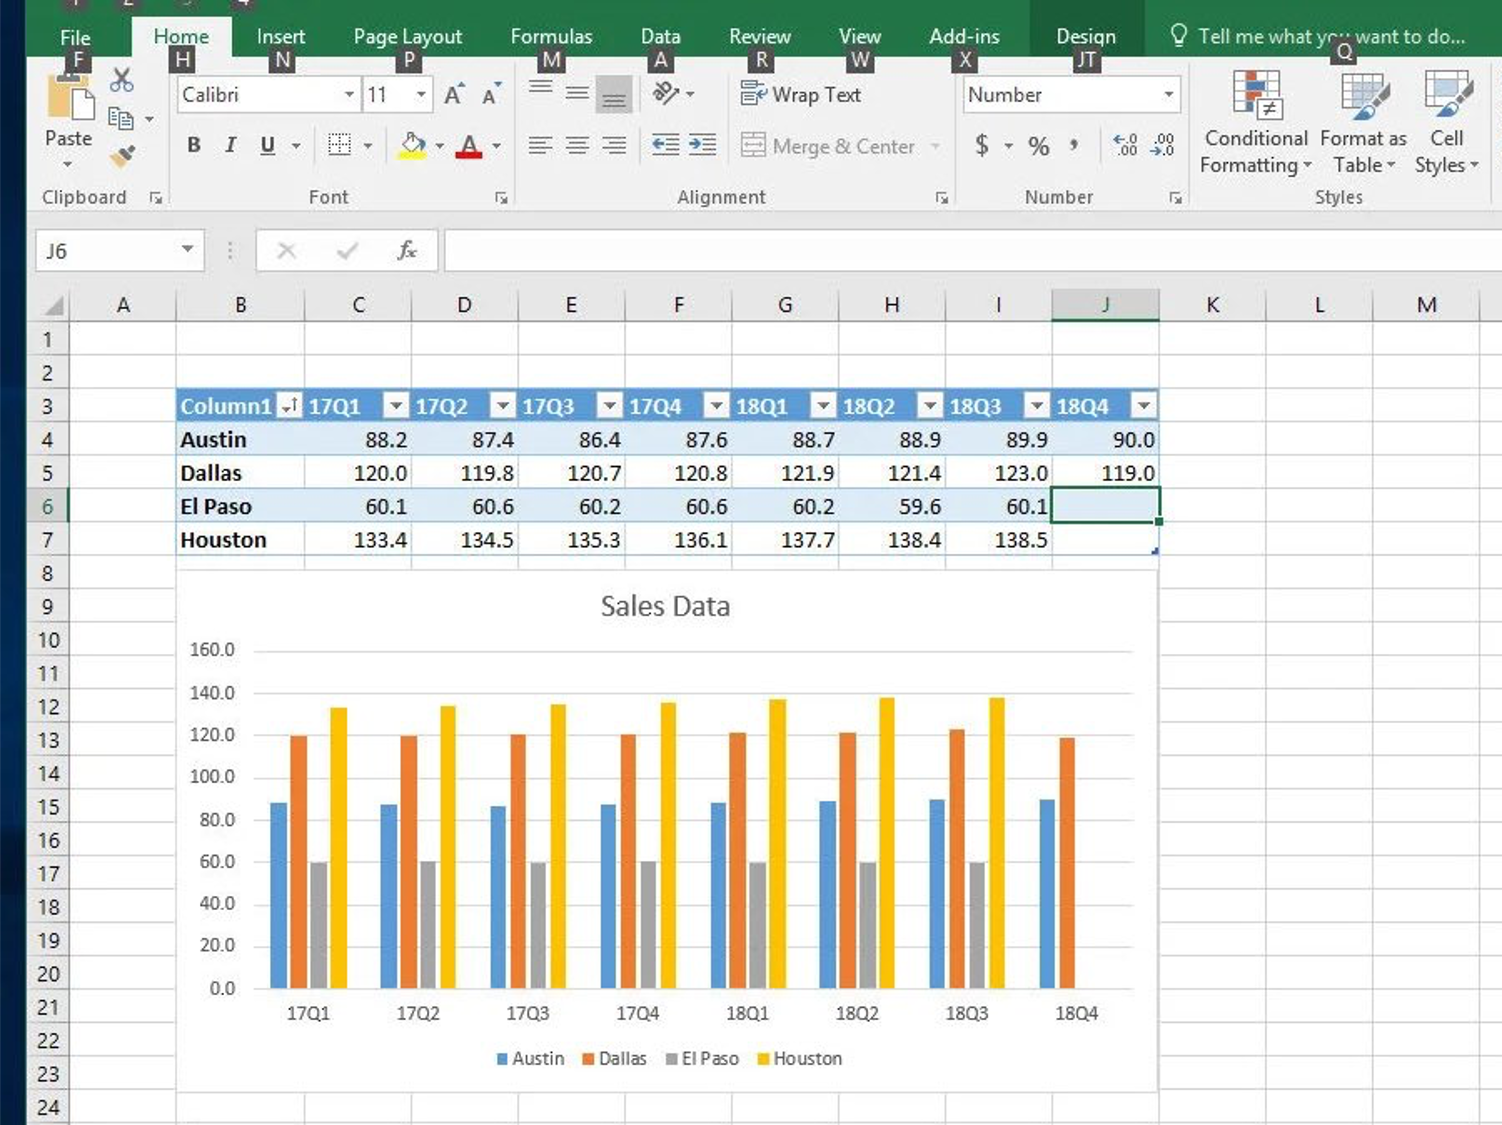 File Home Insert Page Layout Formulas Data Review View Add-ins Design Tell me what you want to do...
F H N P M A R W X JT Q
Calibri 11 Wrap Text Number
Paste B I U Merge & Center $ % , Conditional Formatting Format as Table Cell Styles
Clipboard Font Alignment Number Styles
J6 fx
A B C D E F G H I J K L M
1
2
3 Column1 17Q1 17Q2 17Q3 17Q4 18Q1 18Q2 18Q3 18Q4
4 Austin 88.2 87.4 86.4 87.6 88.7 88.9 89.9 90.0
5 Dallas 120.0 119.8 120.7 120.8 121.9 121.4 123.0 119.0
6 El Paso 60.1 60.6 60.2 60.6 60.2 59.6 60.1
7 Houston 133.4 134.5 135.3 136.1 137.7 138.4 138.5
8
9 Sales Data
10 160.0
11
12 140.0
13 120.0
14 100.0
15
16 80.0
17 60.0
18 40.0
19 20.0
20 0.0
21 17Q1 17Q2 17Q3 17Q4 18Q1 18Q2 18Q3 18Q4
22
23 Austin Dallas El Paso Houston
24